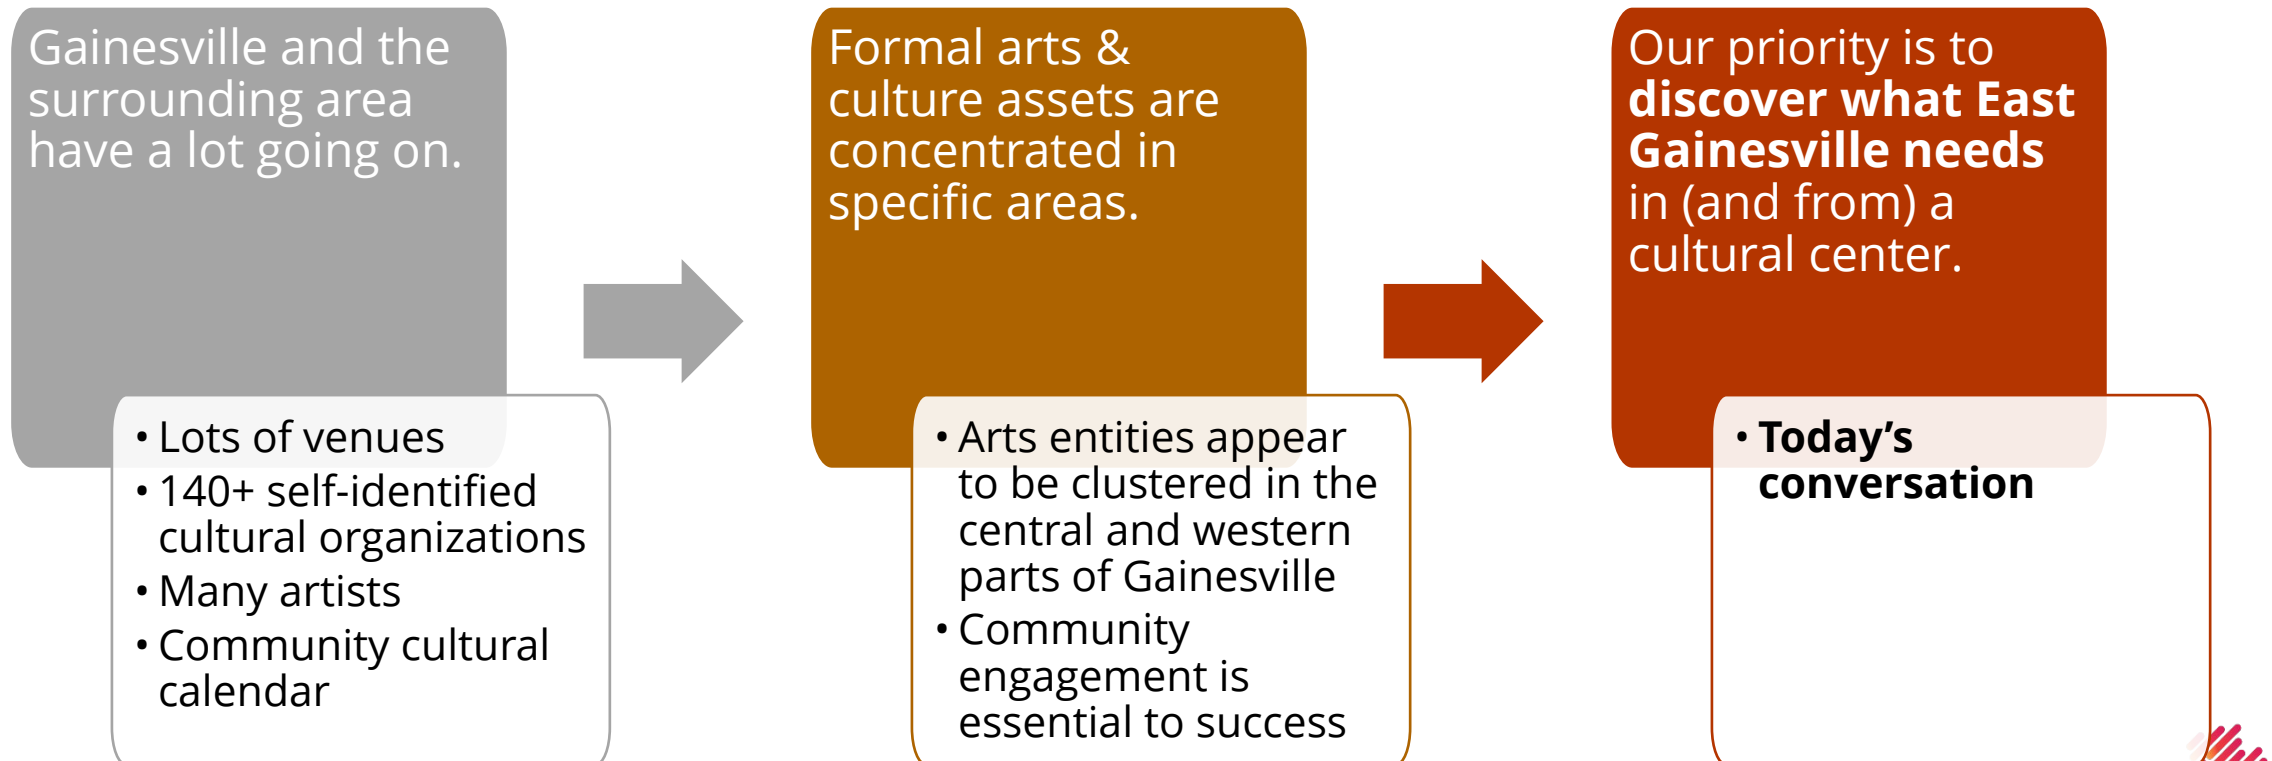 Gainesville and the
surrounding area
have a lot going on.
• Lots of venues
• 140+ self-identified
cultural organizations
• Many artists
• Community cultural
calendar
Formal arts &
culture assets are
concentrated in
specific areas.
• Arts entities appear
to be clustered in the
central and western
parts of Gainesville
• Community
engagement is
essential to success
Our priority is to
discover what East
Gainesville needs
in (and from) a
cultural center.
• Today’s
conversation